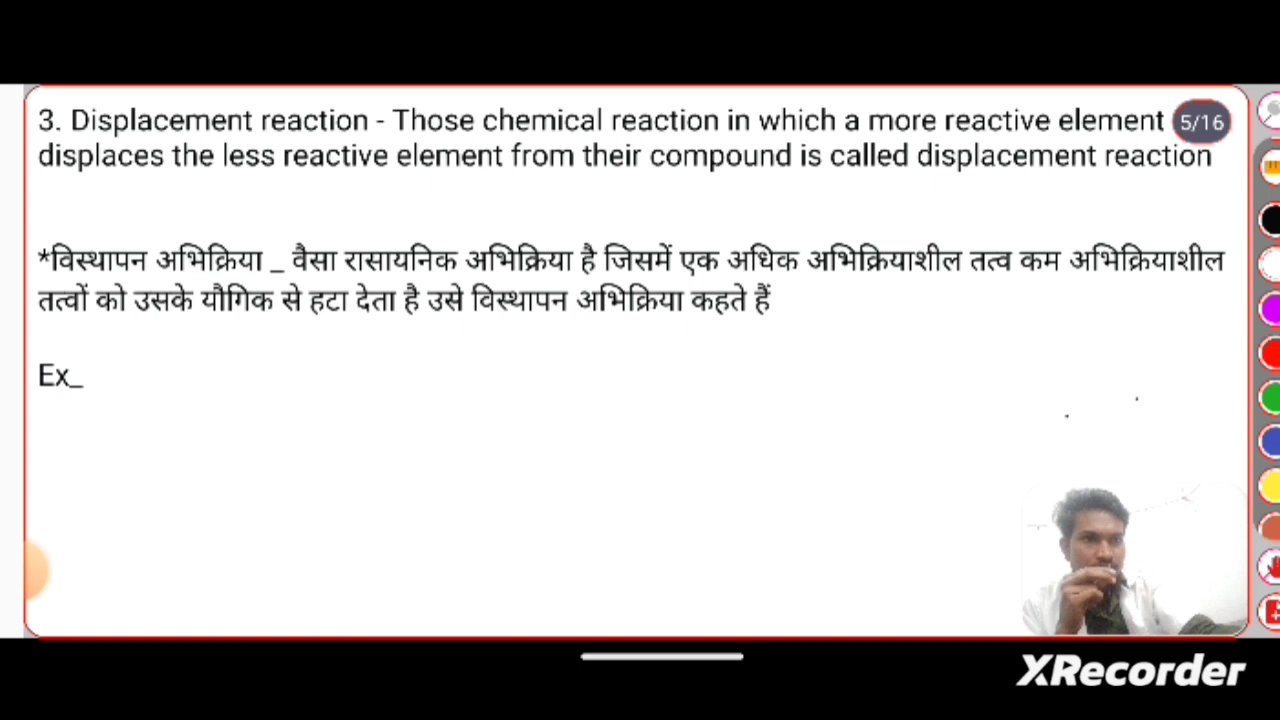 3. Displacement reaction - Those chemical reaction in which a more reactive element
5/16
displaces the less reactive element from their compound is called displacement reaction
*विस्थापन अभिक्रिया _ वैसा रासायनिक अभिक्रिया है जिसमें एक अधिक अभिक्रियाशील तत्व कम अभिक्रियाशील
तत्वों को उसके यौगिक से हटा देता है उसे विस्थापन अभिक्रिया कहते हैं
Ex_
XRecorder